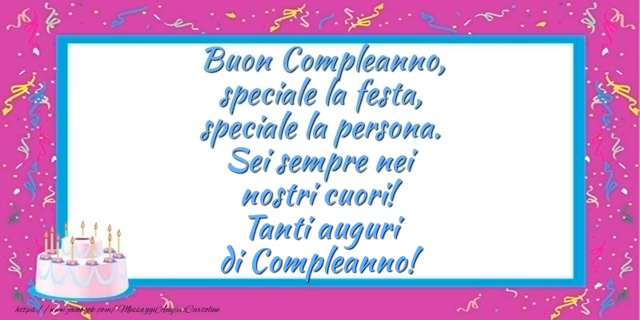 Buon Compleanno,
speciale la festa,
speciale la persona.
Sei sempre nei
nostri cuori!
Tanti auguri
di Compleanno!